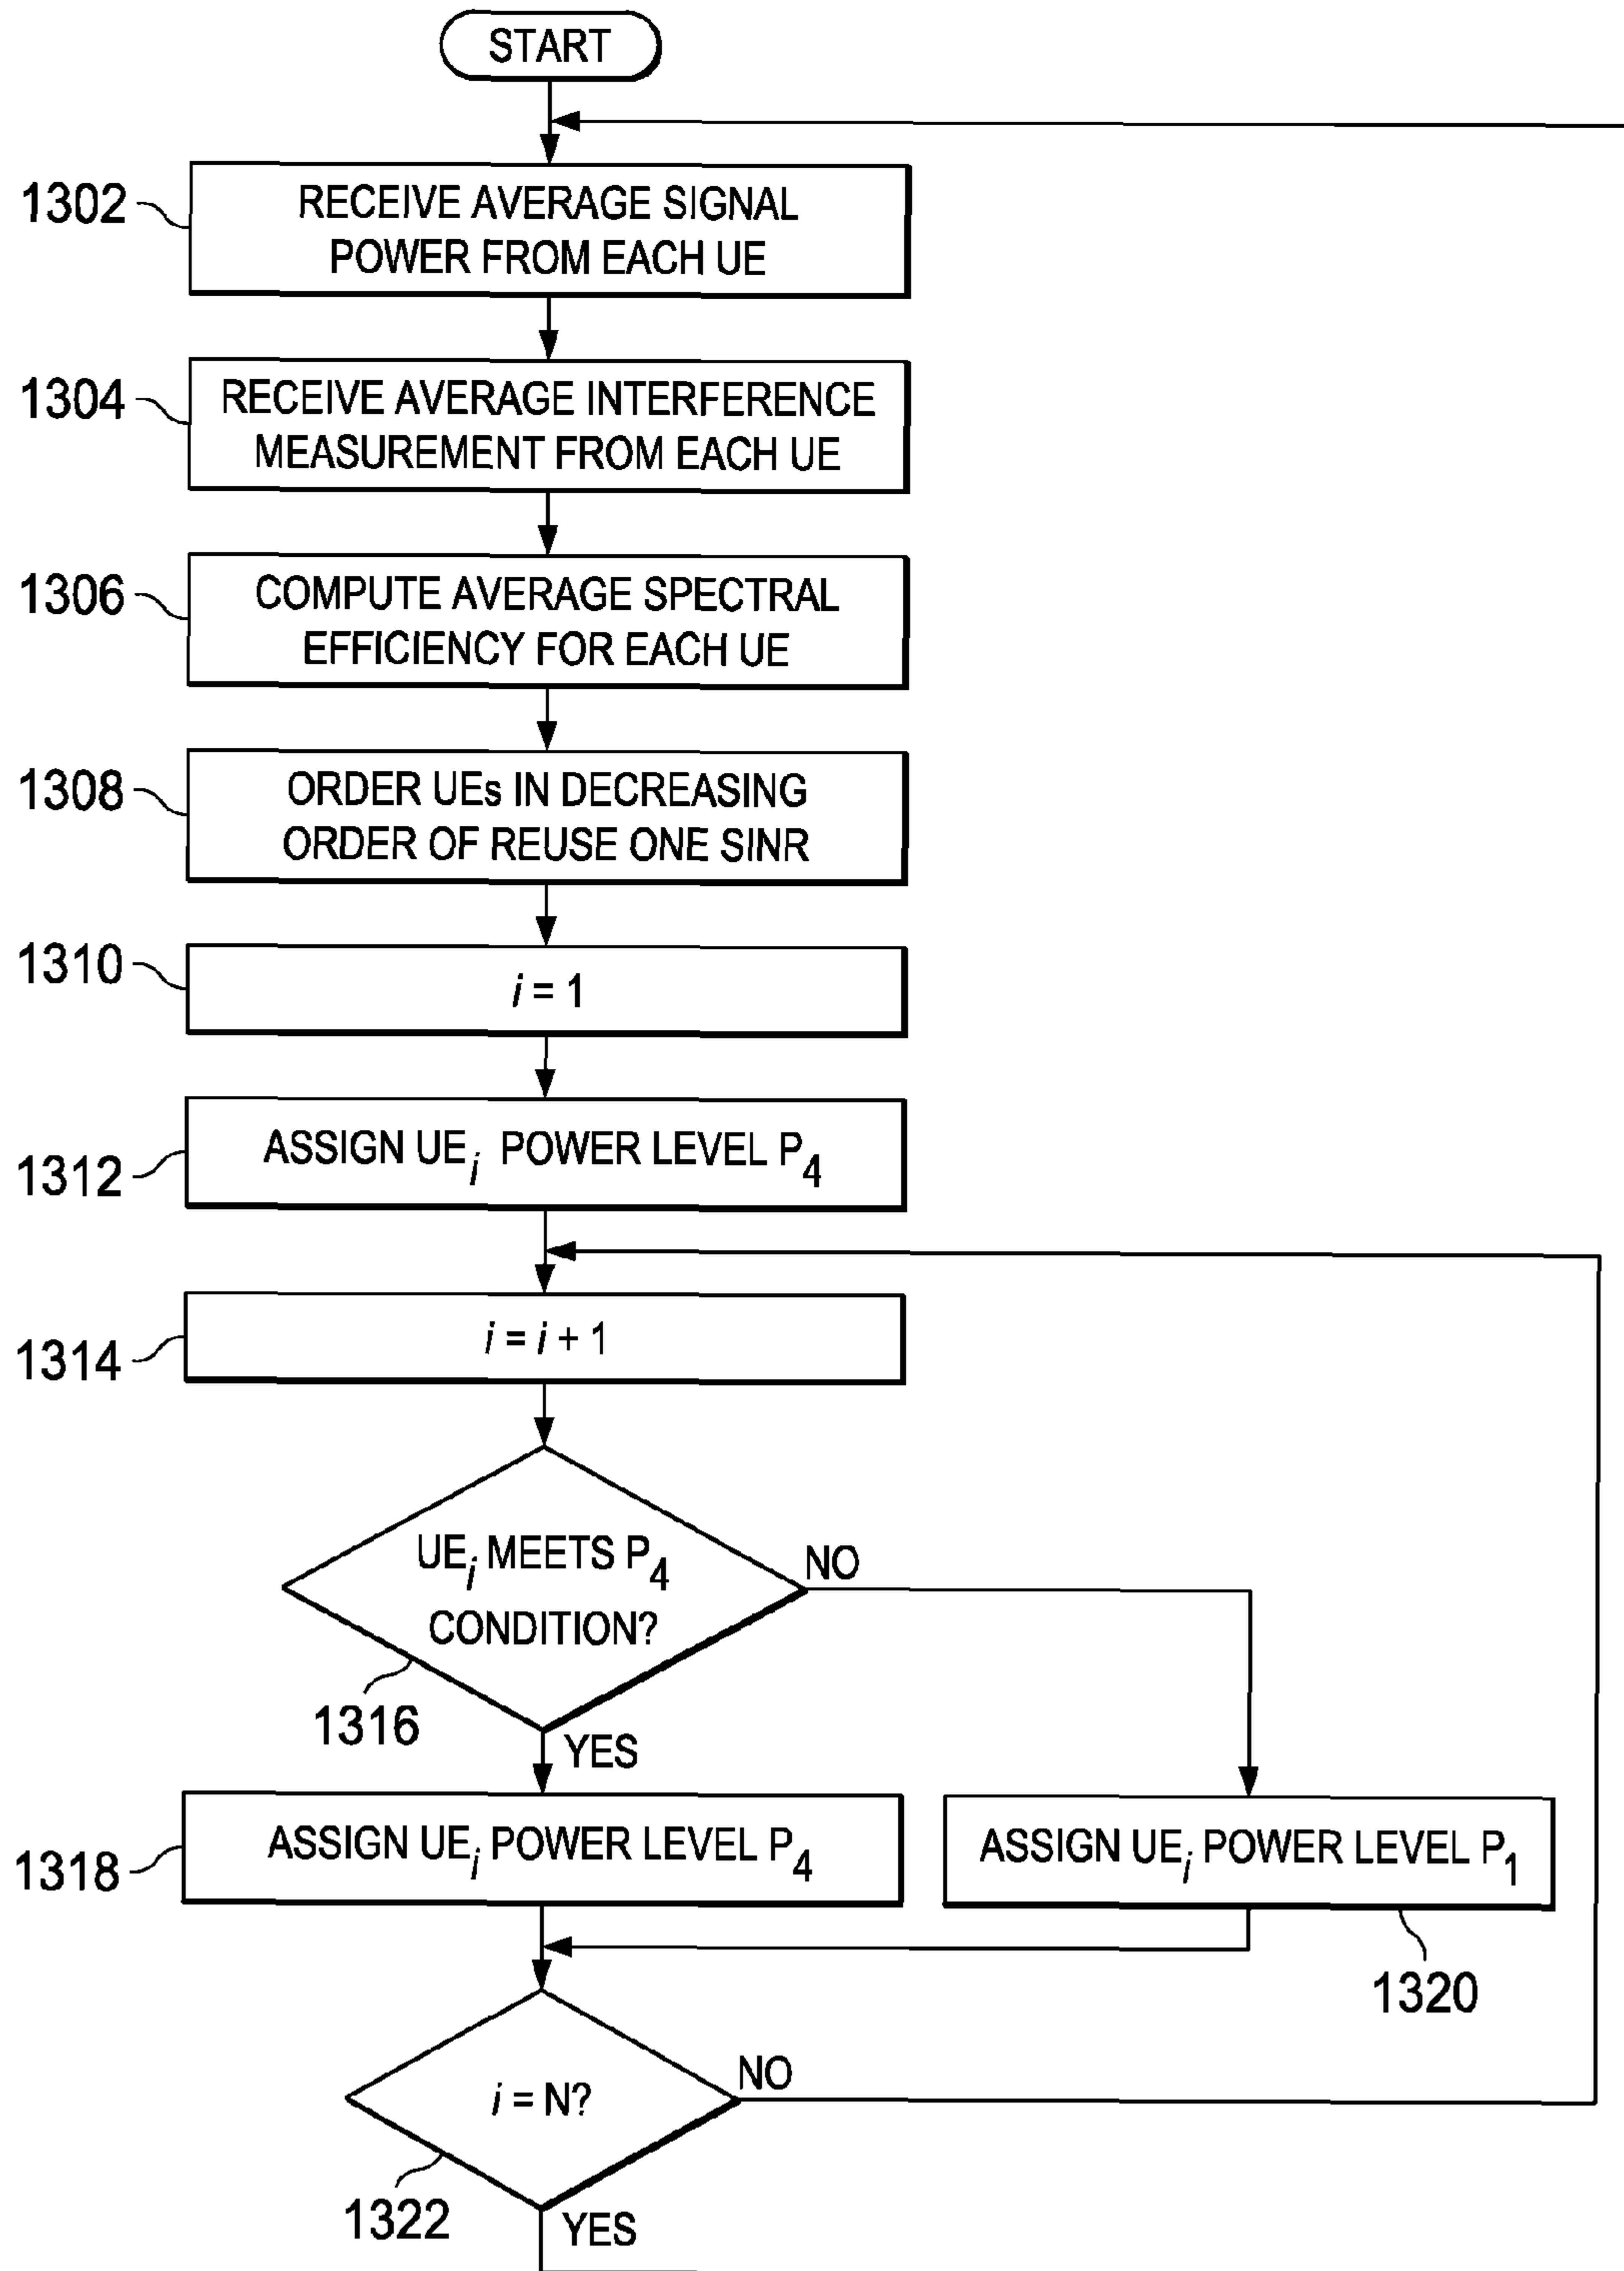 START
1302
RECEIVE AVERAGE SIGNAL
POWER FROM EACH UE
1304
RECEIVE AVERAGE INTERFERENCE
MEASUREMENT FROM EACH UE
1306
COMPUTE AVERAGE SPECTRAL
EFFICIENCY FOR EACH UE
1308
ORDER UEs IN DECREASING
ORDER OF REUSE ONE SINR
1310
i = 1
1312
ASSIGN UEi POWER LEVEL P4
1314
i = i + 1
UEi MEETS P4
CONDITION?
NO
1316
YES
1318
ASSIGN UEi POWER LEVEL P4
ASSIGN UEi POWER LEVEL P1
1320
i = N?
NO
1322
YES